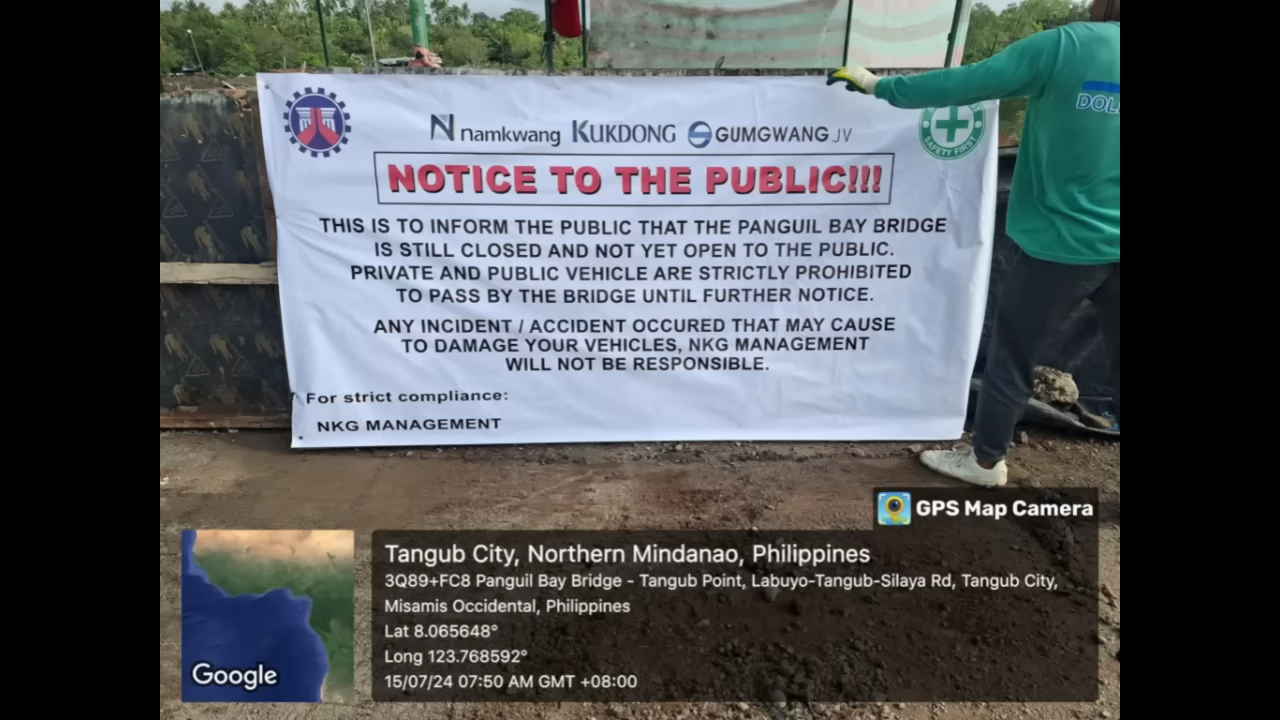 namkwang KUKDONG GUMGWANG JV
SAFETY FIRST
DOL
NOTICE TO THE PUBLIC!!!
THIS IS TO INFORM THE PUBLIC THAT THE PANGUIL BAY BRIDGE
IS STILL CLOSED AND NOT YET OPEN TO THE PUBLIC.
PRIVATE AND PUBLIC VEHICLE ARE STRICTLY PROHIBITED
TO PASS BY THE BRIDGE UNTIL FURTHER NOTICE.
ANY INCIDENT / ACCIDENT OCCURED THAT MAY CAUSE
TO DAMAGE YOUR VEHICLES, NKG MANAGEMENT
WILL NOT BE RESPONSIBLE.
For strict compliance:
NKG MANAGEMENT
GPS Map Camera
Tangub City, Northern Mindanao, Philippines
3Q89+FC8 Panguil Bay Bridge - Tangub Point, Labuyo-Tangub-Silaya Rd, Tangub City,
Misamis Occidental, Philippines
Lat 8.065648°
Long 123.768592°
15/07/24 07:50 AM GMT +08:00
Google